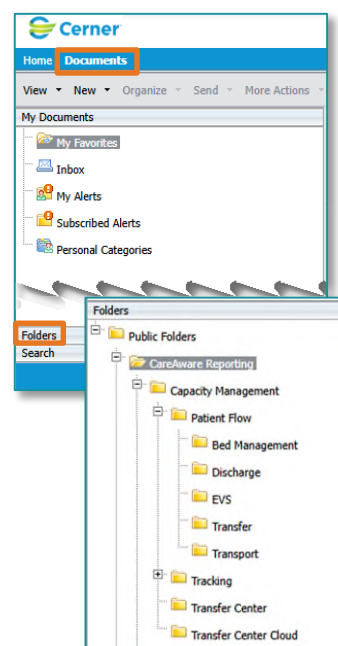 Cerner
Home Documents
View New Organize Send More Actions
My Documents
My Favorites
Inbox
My Alerts
Subscribed Alerts
Personal Categories
Folders
Search
Folders
Public Folders
CareAware Reporting
Capacity Management
Patient Flow
Bed Management
Discharge
EVS
Transfer
Transport
Tracking
Transfer Center
Transfer Center Cloud